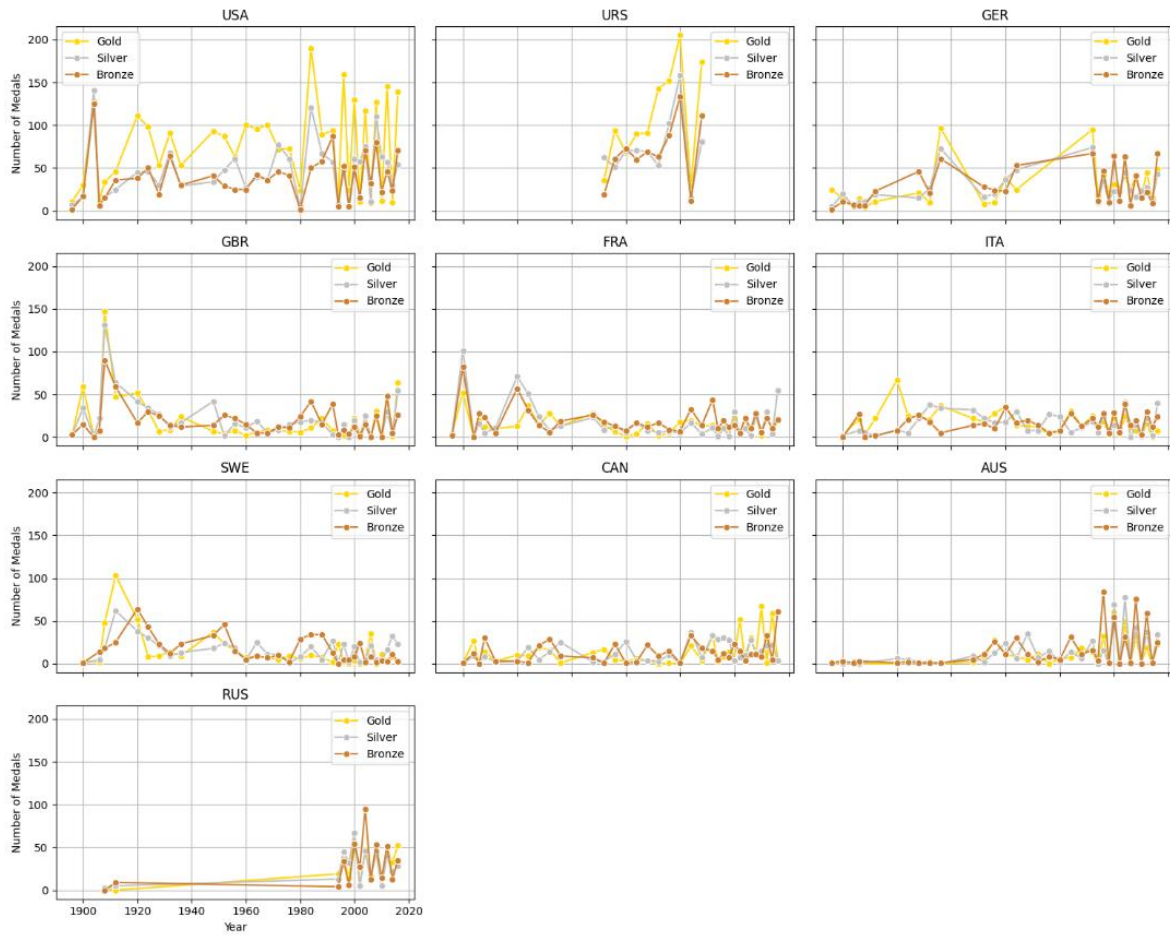 USA
URS
GER
200
150
100
50
0
Number of Medals
Gold
Silver
Bronze
Gold
Silver
Bronze
Gold
Silver
Bronze
GBR
FRA
ITA
200
150
100
50
0
Number of Medals
Gold
Silver
Bronze
Gold
Silver
Bronze
Gold
Silver
Bronze
SWE
CAN
AUS
200
150
100
50
0
Number of Medals
Gold
Silver
Bronze
Gold
Silver
Bronze
Gold
Silver
Bronze
RUS
200
150
100
50
0
Number of Medals
Gold
Silver
Bronze
1900 1920 1940 1960 1980 2000 2020
Year